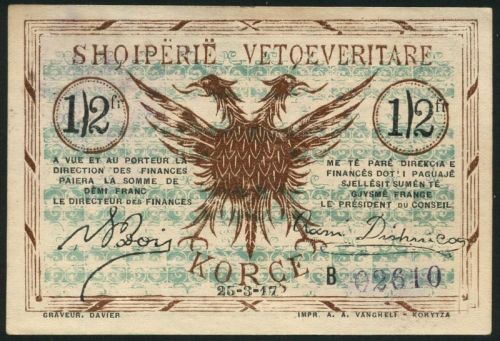 SHQIPËRIË VETQEVERITARE
1/2 fr
1/2 fr
A VUE ET AU PORTEUR LA
DIRECTION DES FINANCES
PAIERA LA SOMME DE
DEMI FRANC
LE DIRECTEUR DES FINANCES
ME TË PARË DREKCIA E
FINANCËS DOT' I PAGUAJË
SJELLËSIT SUMËN TË
GJYSMË FRANGE
LE PRÉSIDENT DU CONSEIL
KORÇË
25-3-17
B 02610
GRAVEUR. DAVIER
IMPR. A. A. VANGHELI - KORYTZA